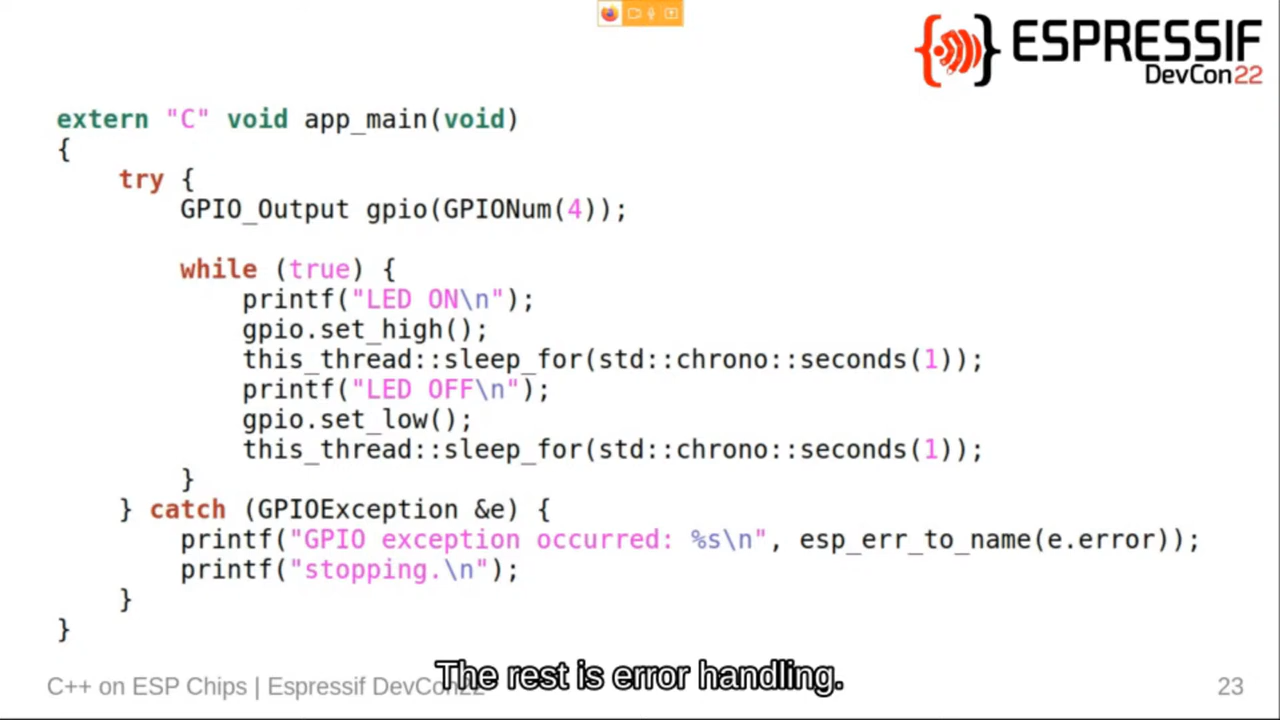 ESPRESSIF
DevCon22
extern "C" void app_main(void)
{
    try {
        GPIO_Output gpio(GPIONum(4));

        while (true) {
            printf("LED ON\n");
            gpio.set_high();
            this_thread::sleep_for(std::chrono::seconds(1));
            printf("LED OFF\n");
            gpio.set_low();
            this_thread::sleep_for(std::chrono::seconds(1));
        }
    } catch (GPIOException &e) {
        printf("GPIO exception occurred: %s\n", esp_err_to_name(e.error));
        printf("stopping.\n");
    }
}
The rest is error handling.
C++ on ESP Chips | Espressif DevCon22
23